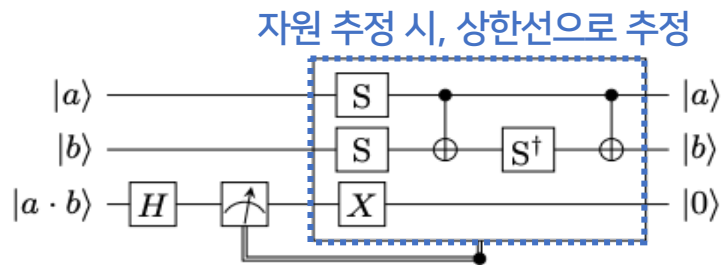 자원 추정 시, 상한선으로 추정
|a⟩ S |a⟩
|b⟩ S S† |b⟩
|a · b⟩ H X |0⟩